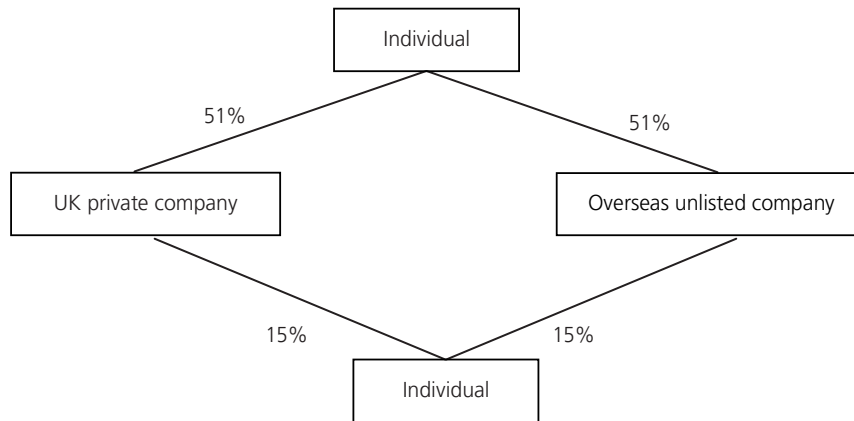 Individual
51%
51%
UK private company
Overseas unlisted company
15%
15%
Individual